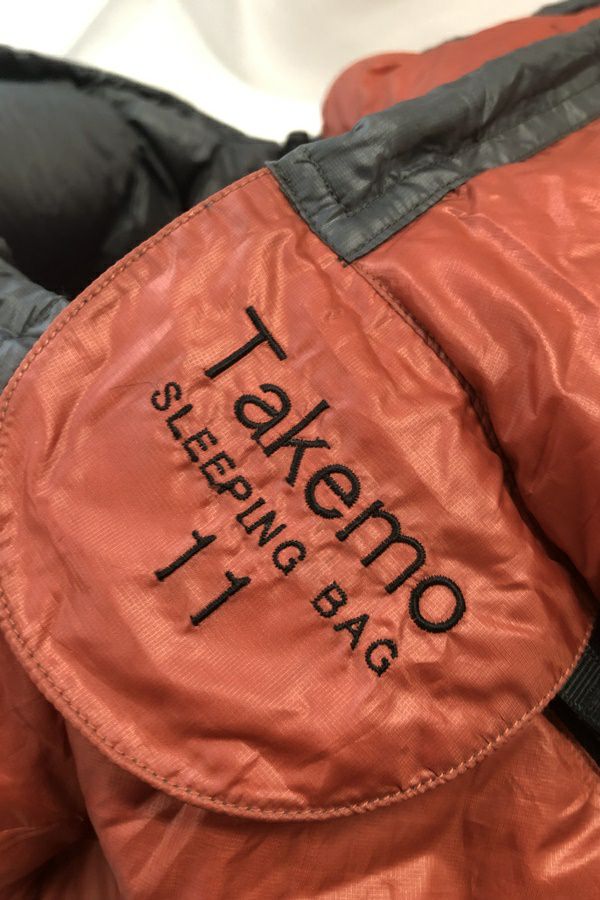 Takemo
SLEEPING BAG
11